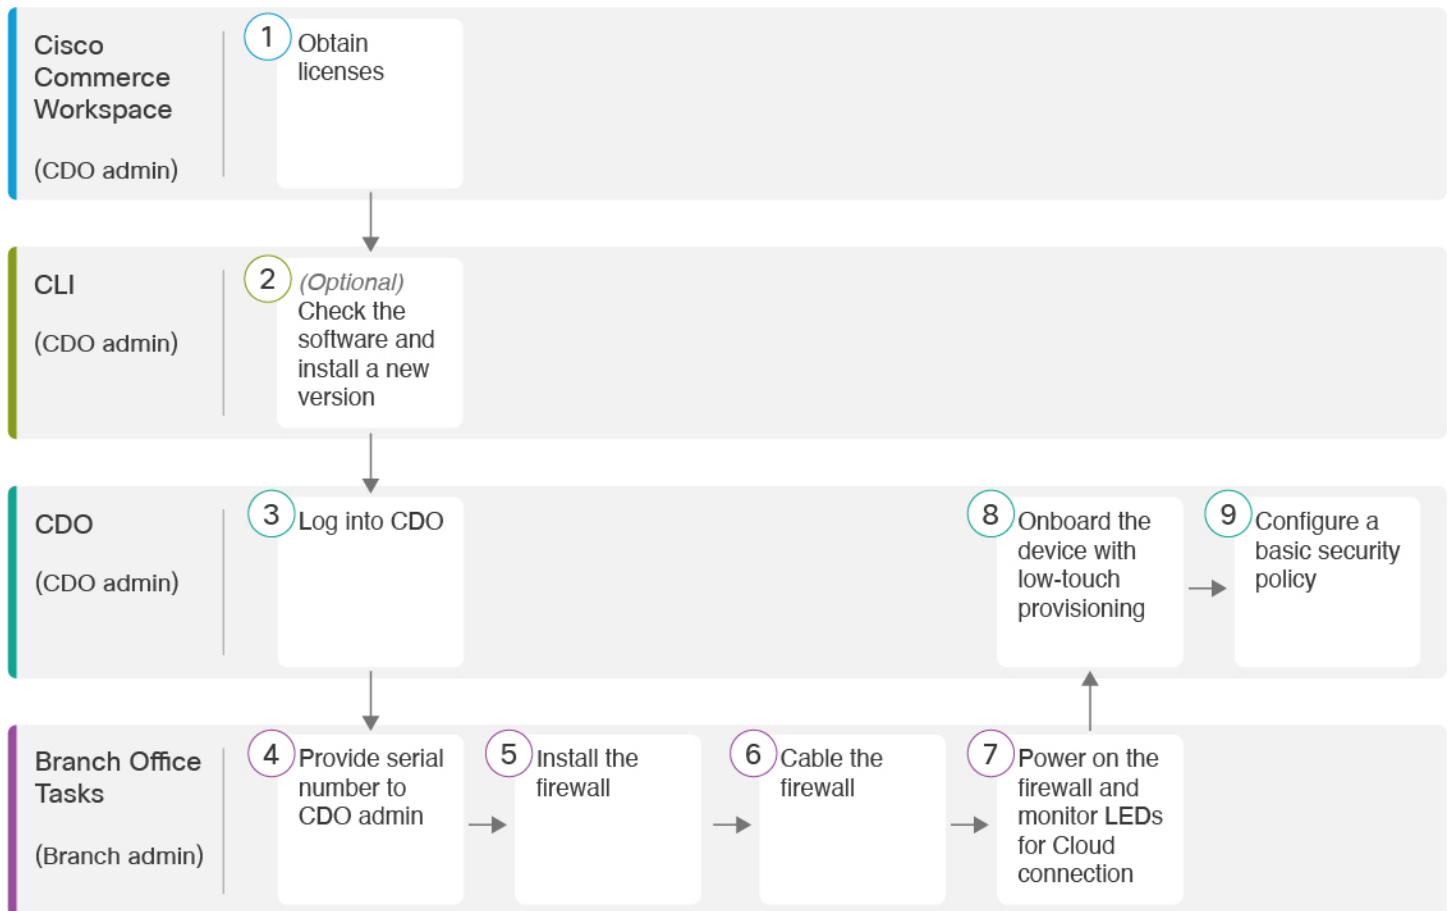 Cisco
Commerce
Workspace
(CDO admin)
1
Obtain
licenses
CLI
(CDO admin)
2
(Optional)
Check the
software and
install a new
version
CDO
(CDO admin)
3
Log into CDO
8
Onboard the
device with
low-touch
provisioning
9
Configure a
basic security
policy
Branch Office
Tasks
(Branch admin)
4
Provide serial
number to
CDO admin
5
Install the
firewall
6
Cable the
firewall
7
Power on the
firewall and
monitor LEDs
for Cloud
connection